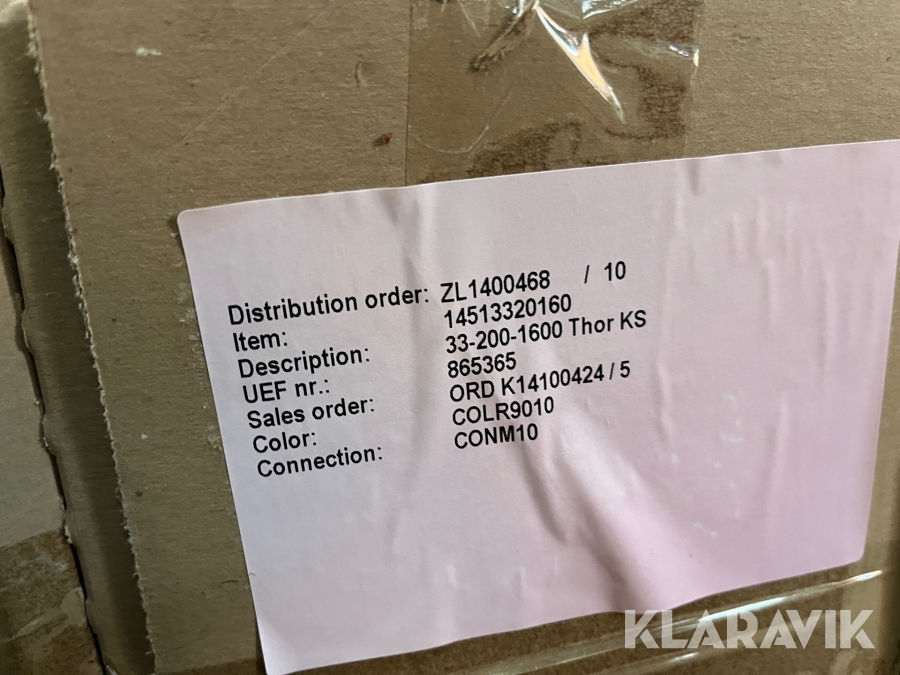 Distribution order: ZL1400468 / 10
Item: 14513320160
Description: 33-200-1600 Thor KS
UEF nr.: 865365
Sales order: ORD K14100424 / 5
Color: COLR9010
Connection: CONM10
KLARAVIK